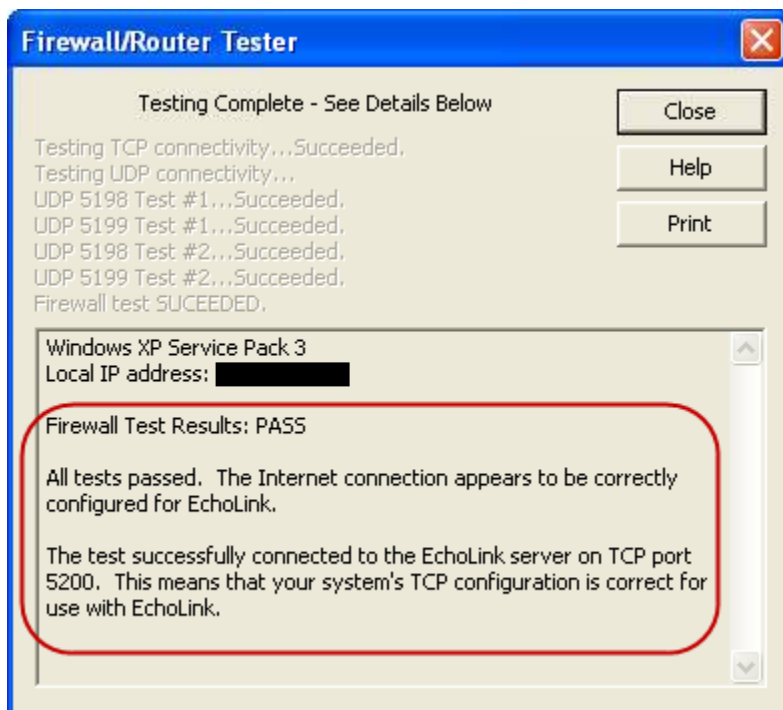 Firewall/Router Tester
Testing Complete - See Details Below
Close
Testing TCP connectivity...Succeeded.
Help
Testing UDP connectivity...
UDP 5198 Test #1...Succeeded.
Print
UDP 5199 Test #1...Succeeded.
UDP 5198 Test #2...Succeeded.
UDP 5199 Test #2...Succeeded.
Firewall test SUCEEDED.
Windows XP Service Pack 3
Local IP address:
Firewall Test Results: PASS
All tests passed. The Internet connection appears to be correctly
configured for EchoLink.
The test successfully connected to the EchoLink server on TCP port
5200. This means that your system's TCP configuration is correct for
use with EchoLink.